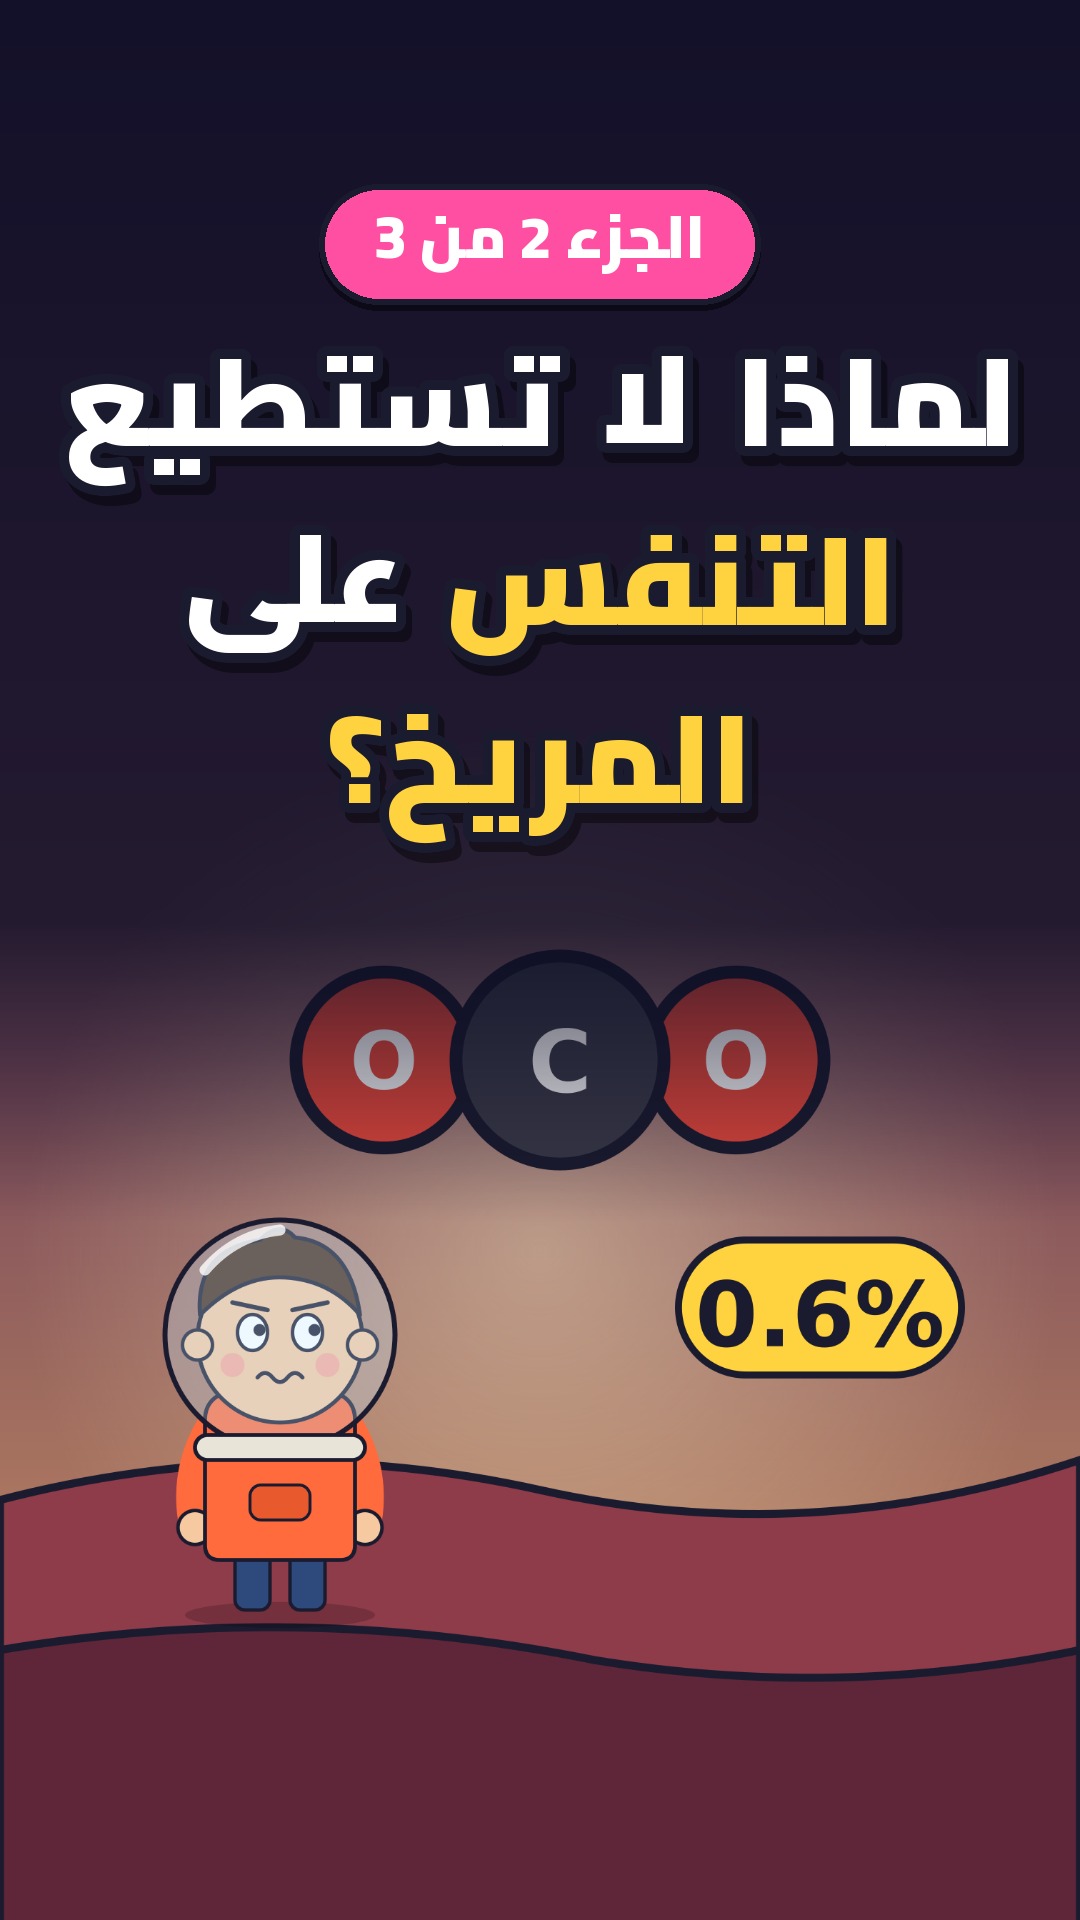 الجزء 2 من 3
لماذا لا تستطيع
التنفس على
المريخ؟
O C O
0.6%